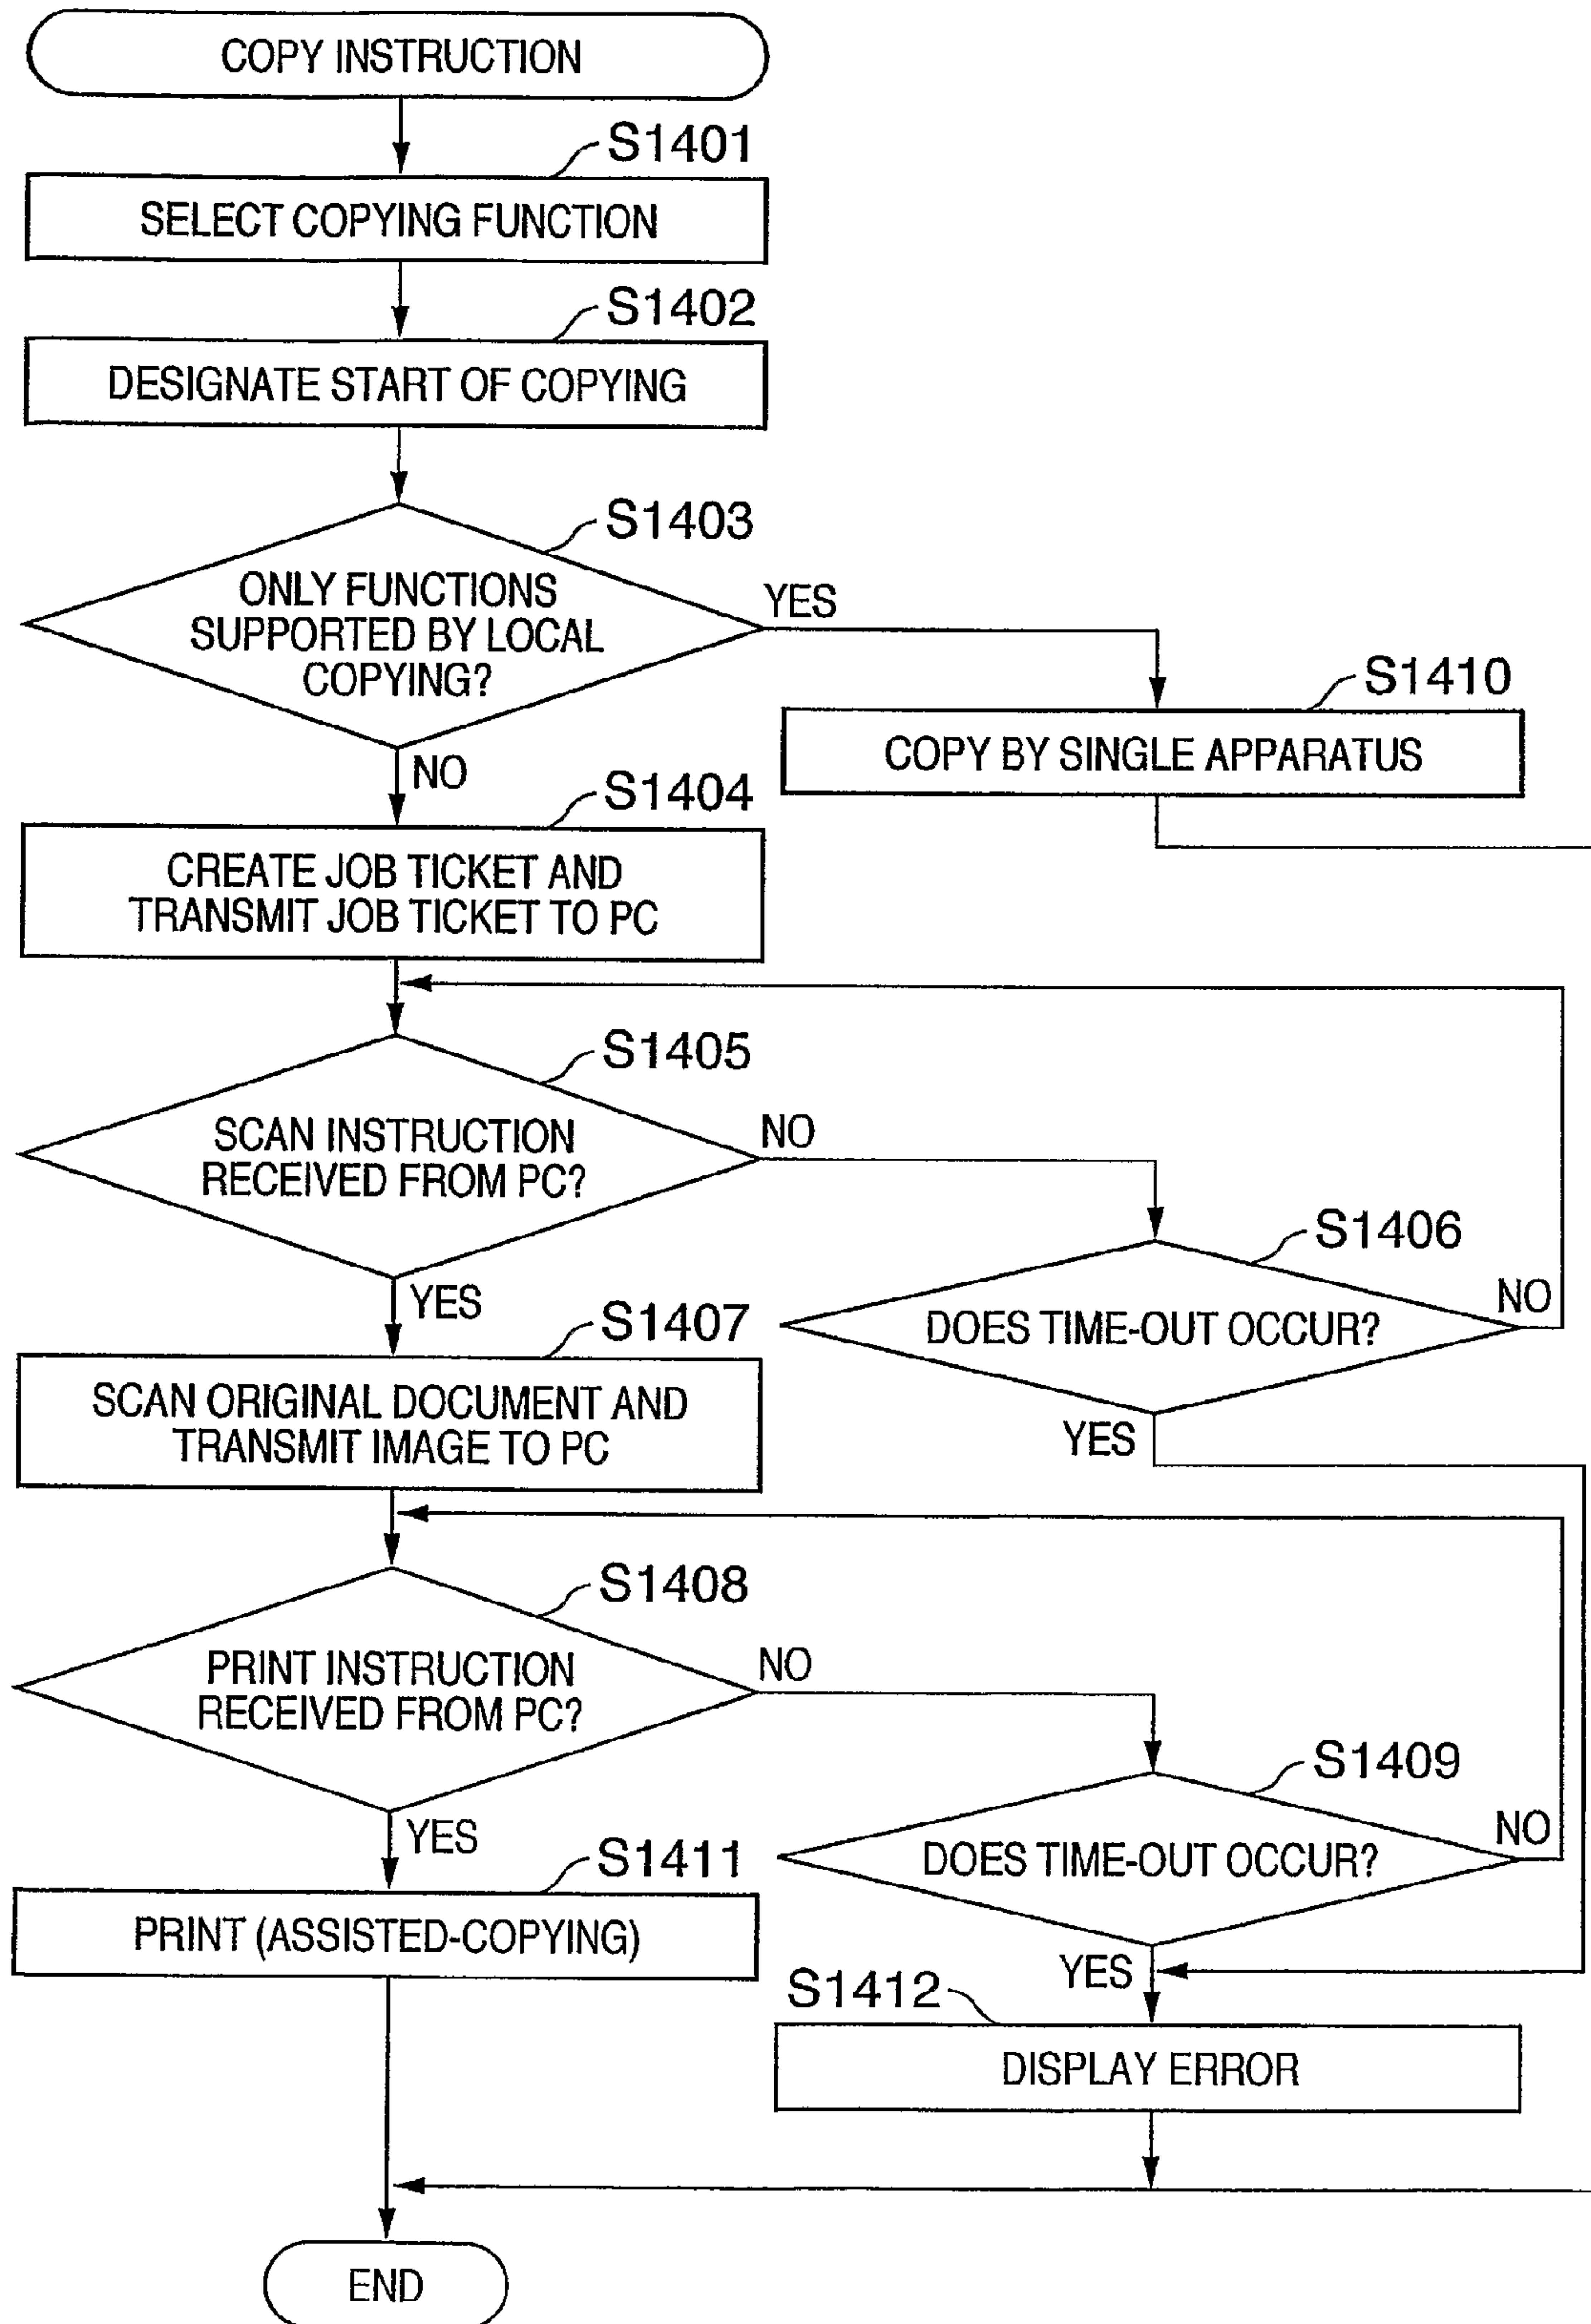 COPY INSTRUCTION
S1401
SELECT COPYING FUNCTION
S1402
DESIGNATE START OF COPYING
S1403
ONLY FUNCTIONS
SUPPORTED BY LOCAL
COPYING?
YES
S1410
COPY BY SINGLE APPARATUS
NO
S1404
CREATE JOB TICKET AND
TRANSMIT JOB TICKET TO PC
S1405
SCAN INSTRUCTION
RECEIVED FROM PC?
NO
S1406
DOES TIME-OUT OCCUR?
NO
YES
YES
S1407
SCAN ORIGINAL DOCUMENT AND
TRANSMIT IMAGE TO PC
S1408
PRINT INSTRUCTION
RECEIVED FROM PC?
NO
S1409
DOES TIME-OUT OCCUR?
NO
YES
YES
S1411
PRINT (ASSISTED-COPYING)
S1412
DISPLAY ERROR
END